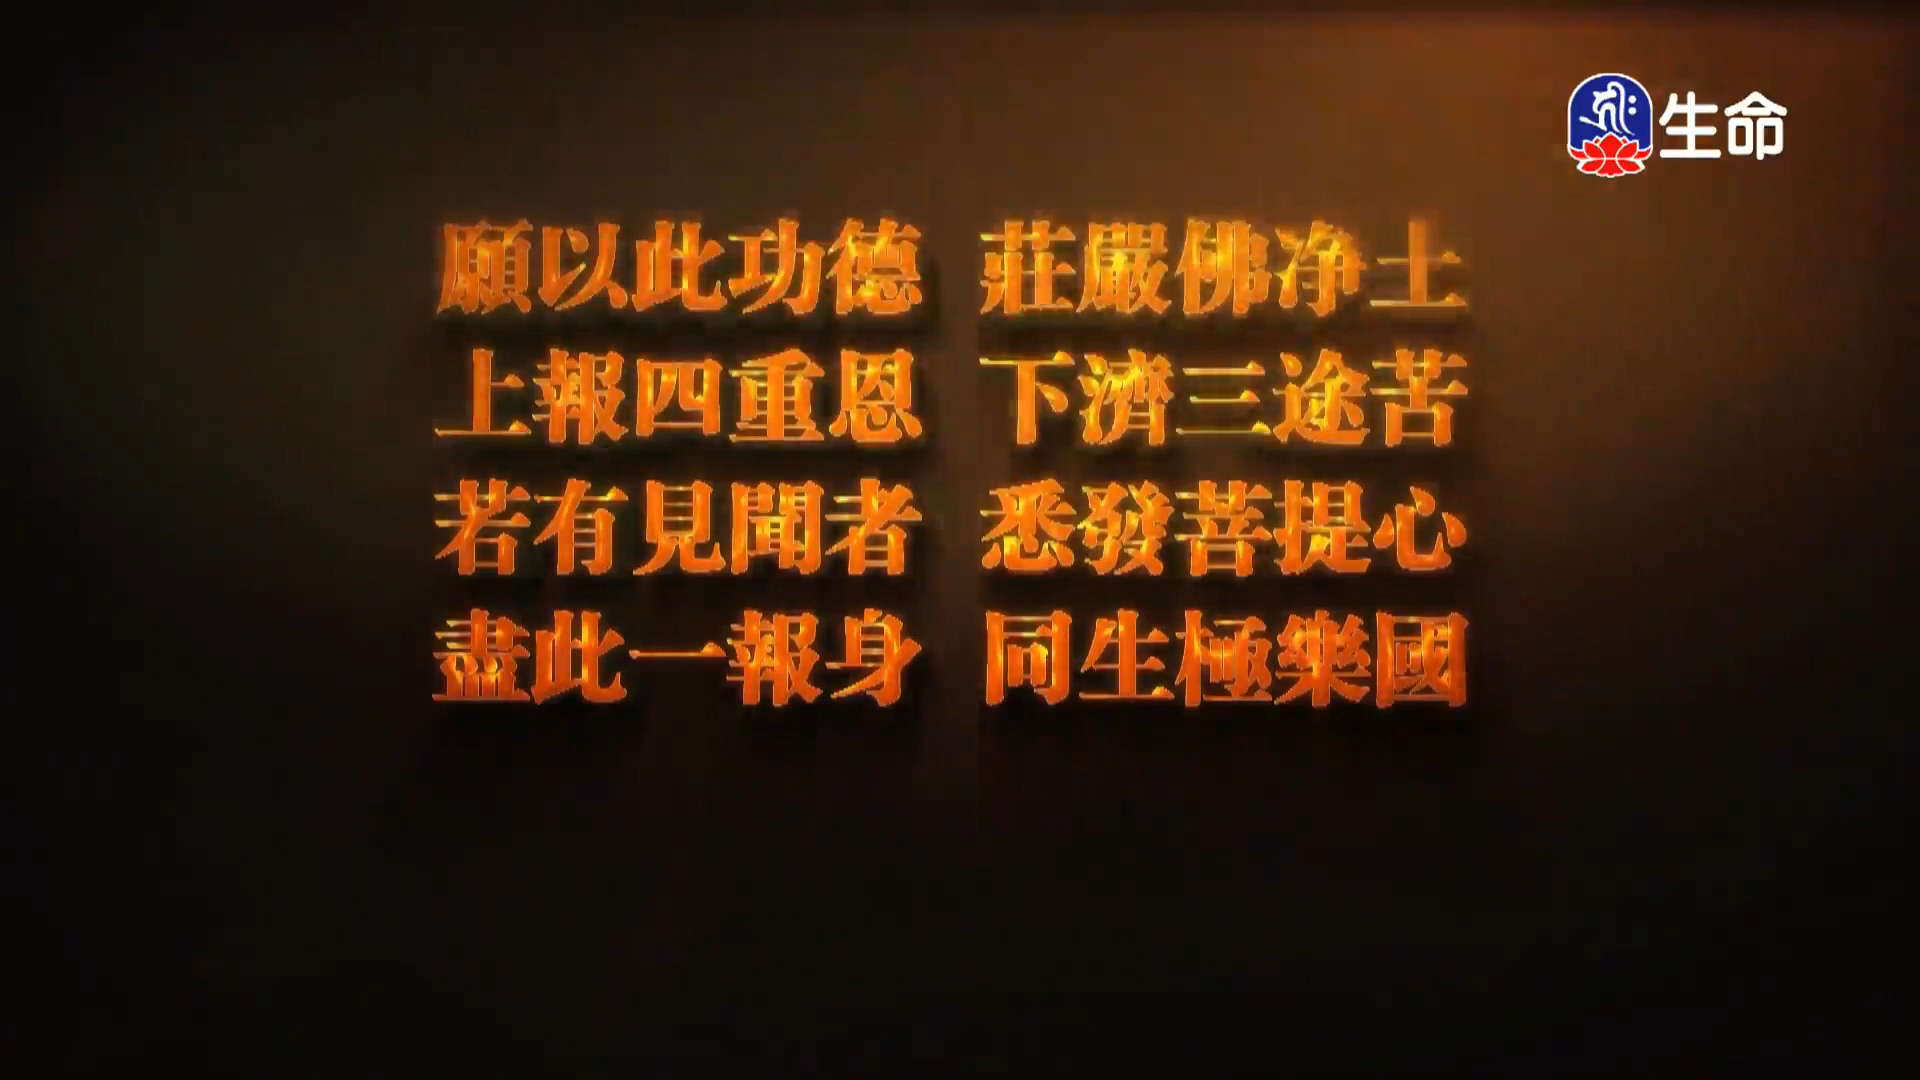 生命
願以此功德 莊嚴佛净土
上報四重恩 下濟三途苦
若有見聞者 悉發菩提心
盡此一報身 同生極樂國